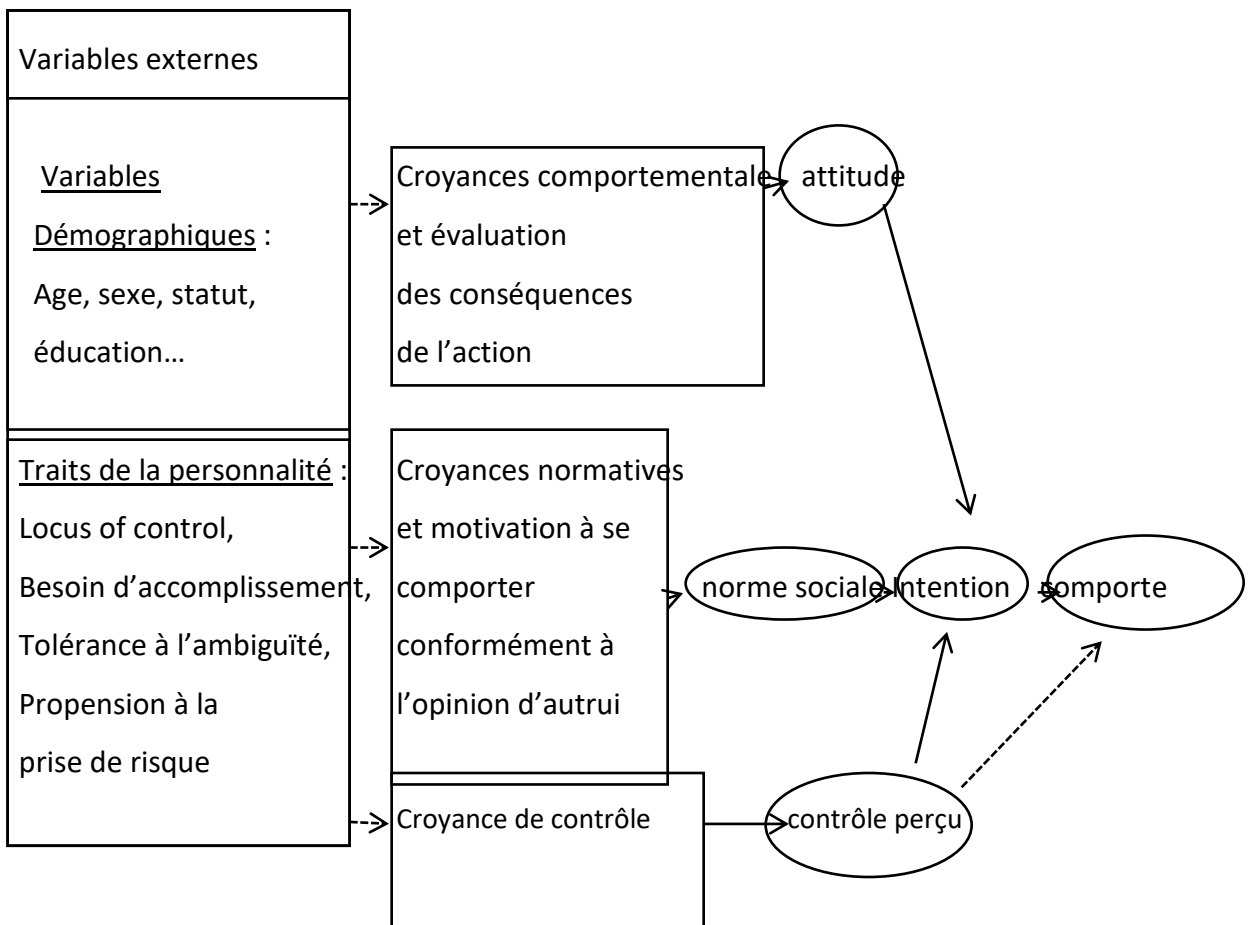 Variables externes
Variables
Démographiques :
Age, sexe, statut,
éducation…
Traits de la personnalité :
Locus of control,
Besoin d’accomplissement,
Tolérance à l’ambiguïté,
Propension à la
prise de risque
Croyances comportementale
et évaluation
des conséquences
de l’action
attitude
Croyances normatives
et motivation à se
comporter
conformément à
l’opinion d’autrui
norme sociale
Intention
comporte
Croyance de contrôle
contrôle perçu